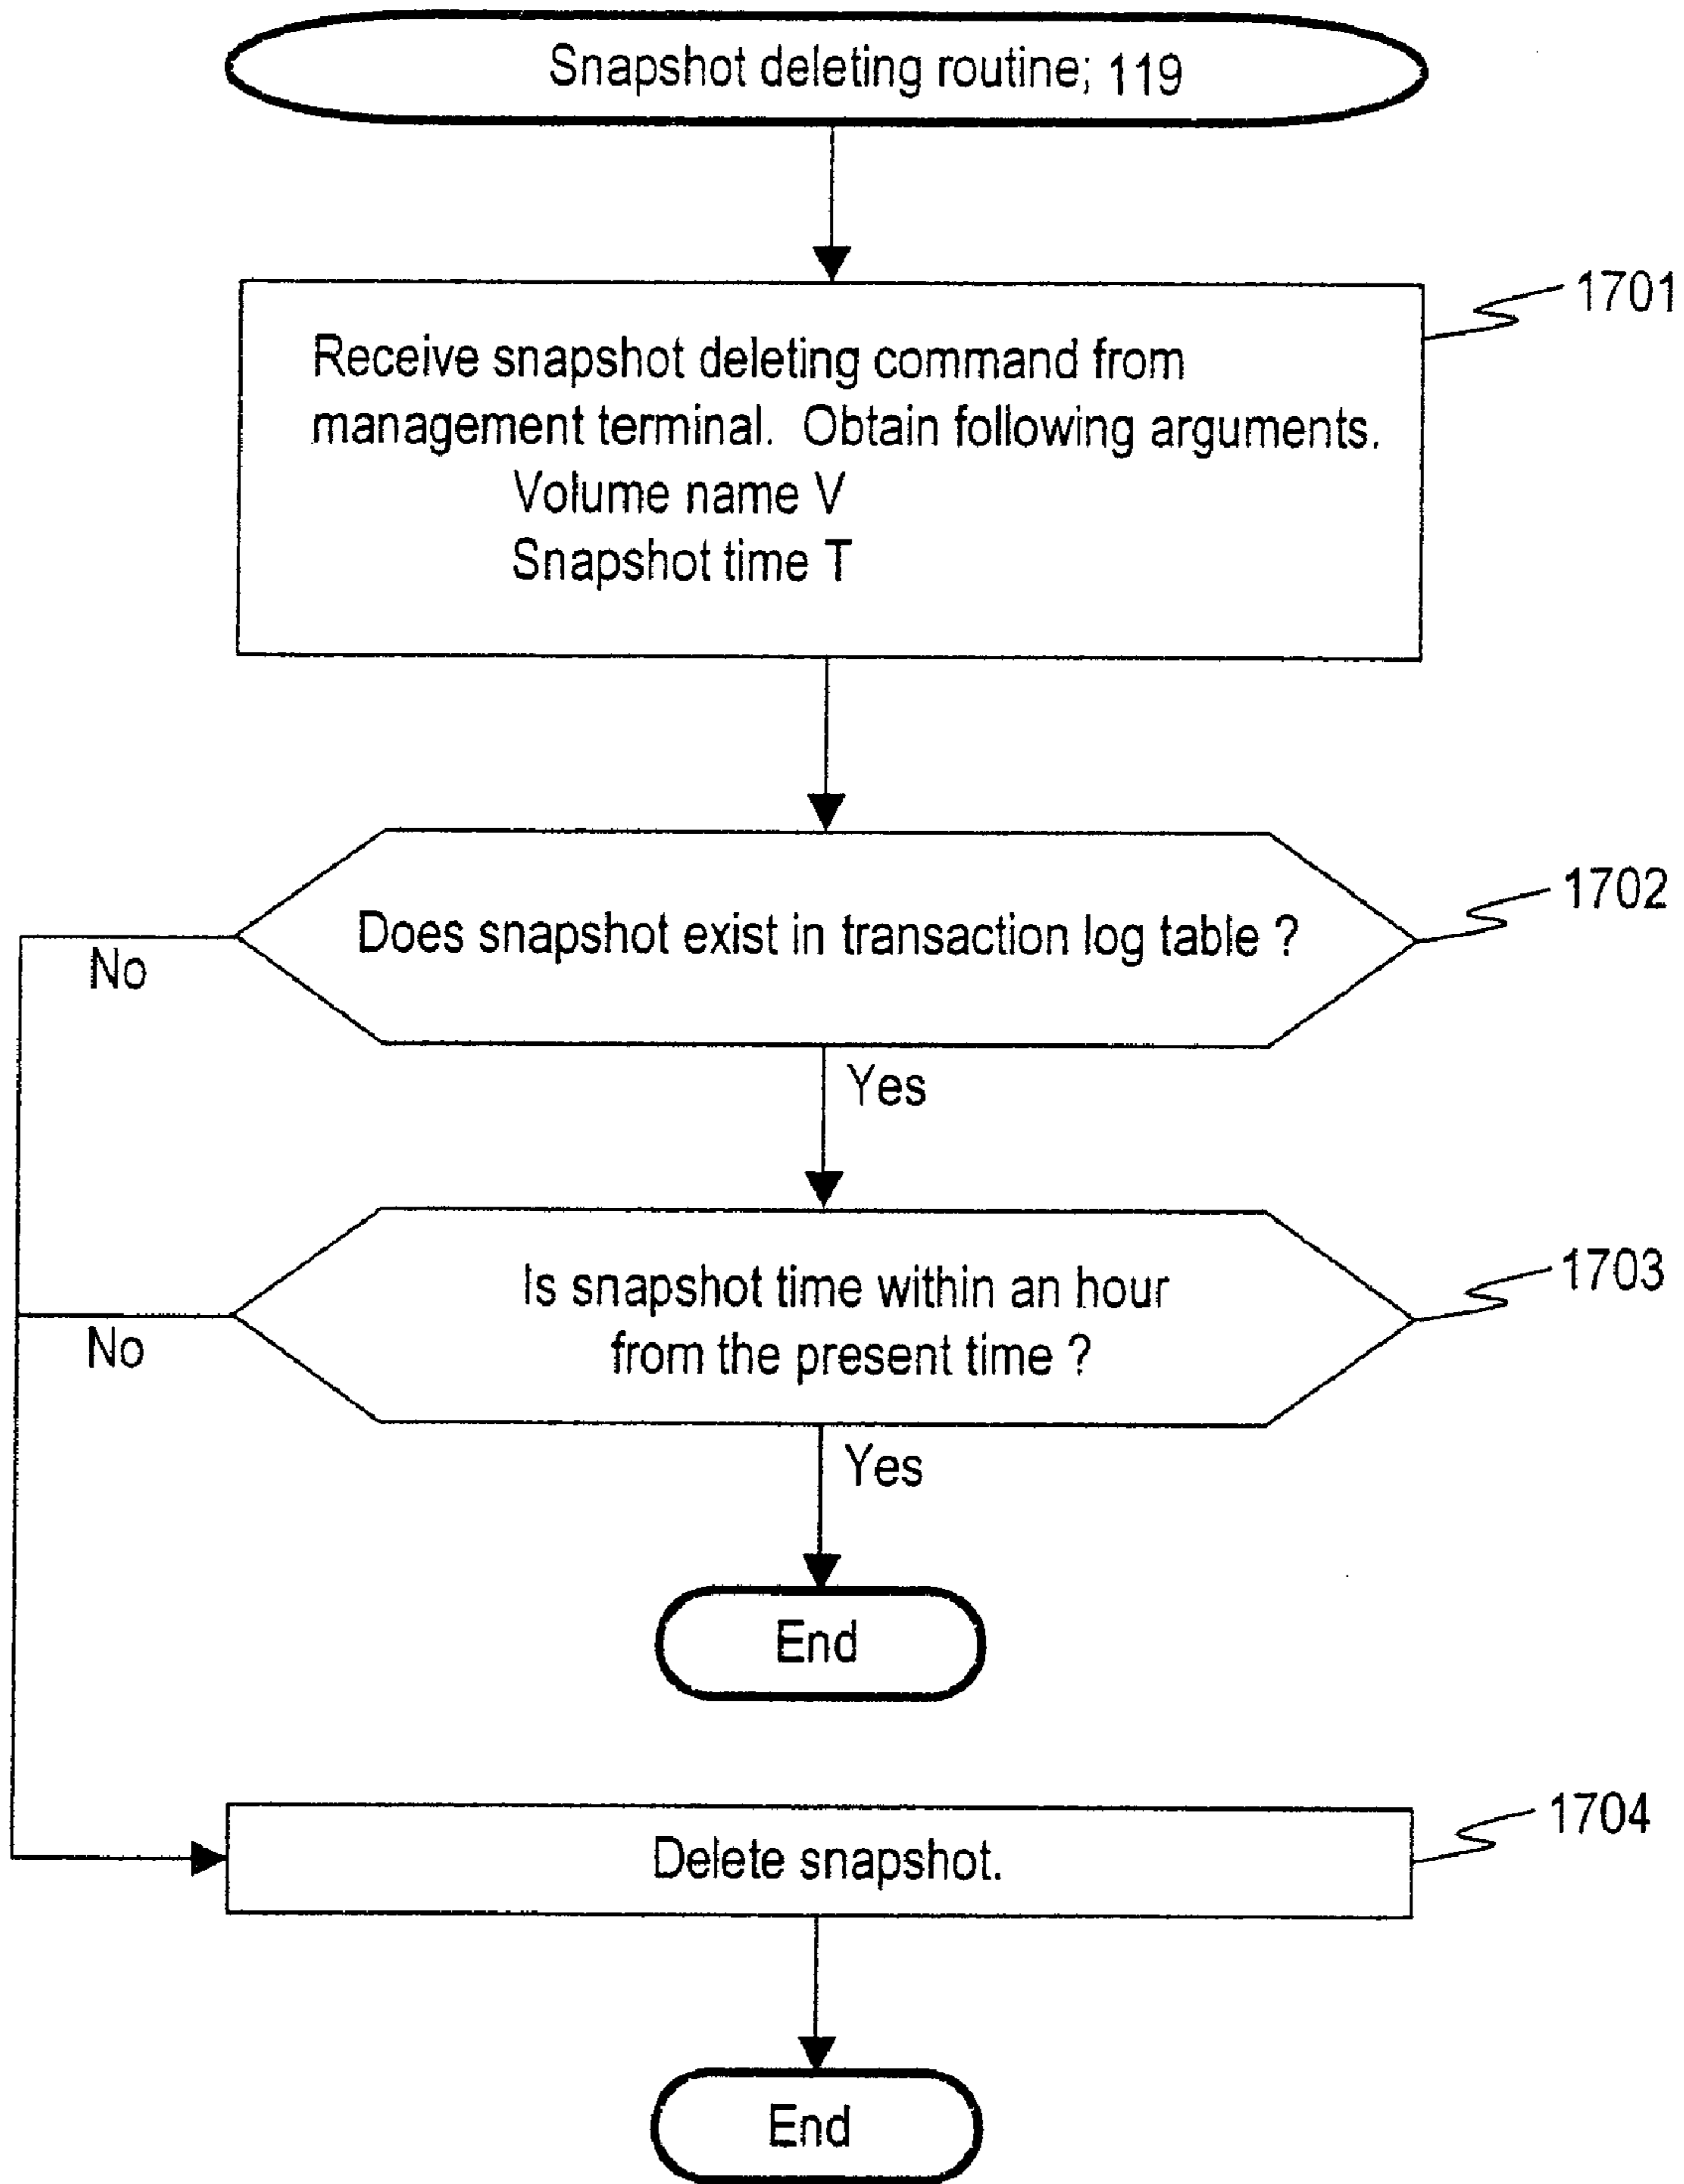 Snapshot deleting routine; 119
1701
Receive snapshot deleting command from
management terminal. Obtain following arguments.
Volume name V
Snapshot time T
1702
Does snapshot exist in transaction log table ?
No
Yes
1703
Is snapshot time within an hour
from the present time ?
No
Yes
End
1704
Delete snapshot.
End